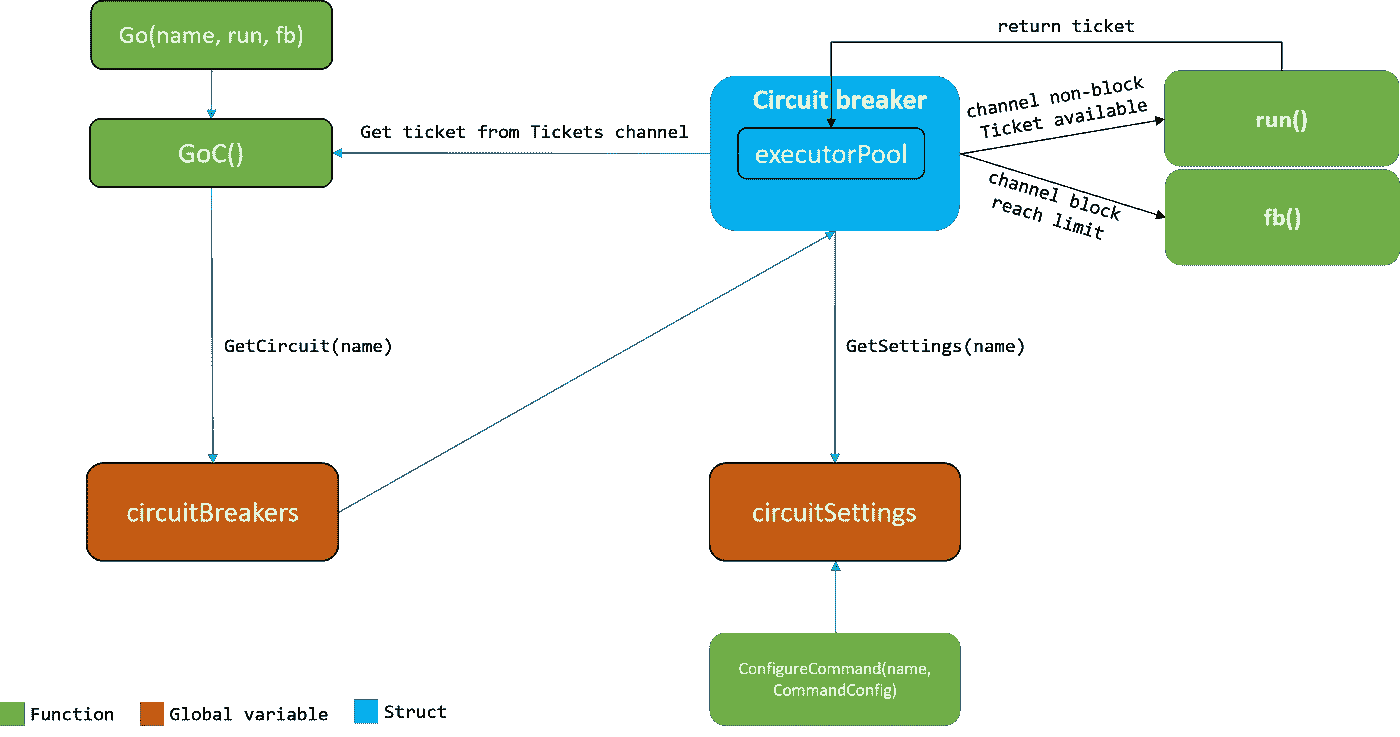 Go(name, run, fb)
return ticket
Circuit breaker
channel non-block
Ticket available
run()
GoC()
Get ticket from Tickets channel
executorPool
channel block
reach limit
fb()
GetCircuit(name)
GetSettings(name)
circuitBreakers
circuitSettings
ConfigureCommand(name,
CommandConfig)
Function
Global variable
Struct